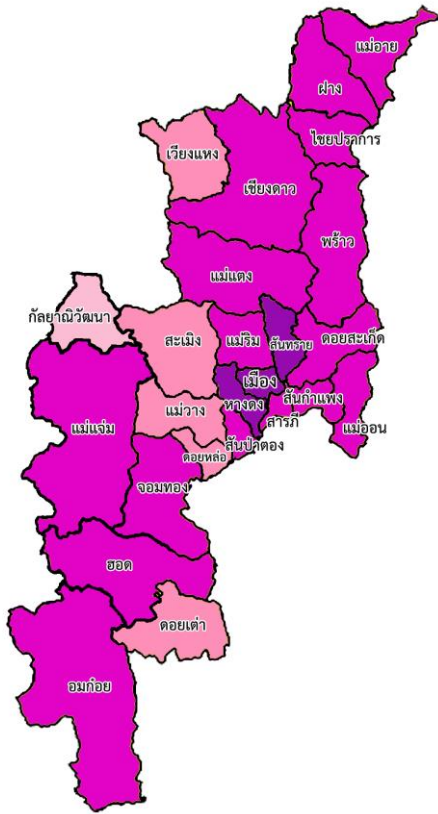 แม่อาย
ฝาง
ไชยปราการ
เวียงแหง
เชียงดาว
พร้าว
แม่แตง
กัลยาณิวัฒนา
สะเมิง
แม่ริม
สันทราย
ดอยสะเก็ด
เมือง
แม่แจ่ม
แม่วาง
หางดง
สันกำแพง
สารภี
แม่ออน
สันป่าตอง
ดอยหล่อ
จอมทอง
ฮอด
ดอยเต่า
อมก๋อย